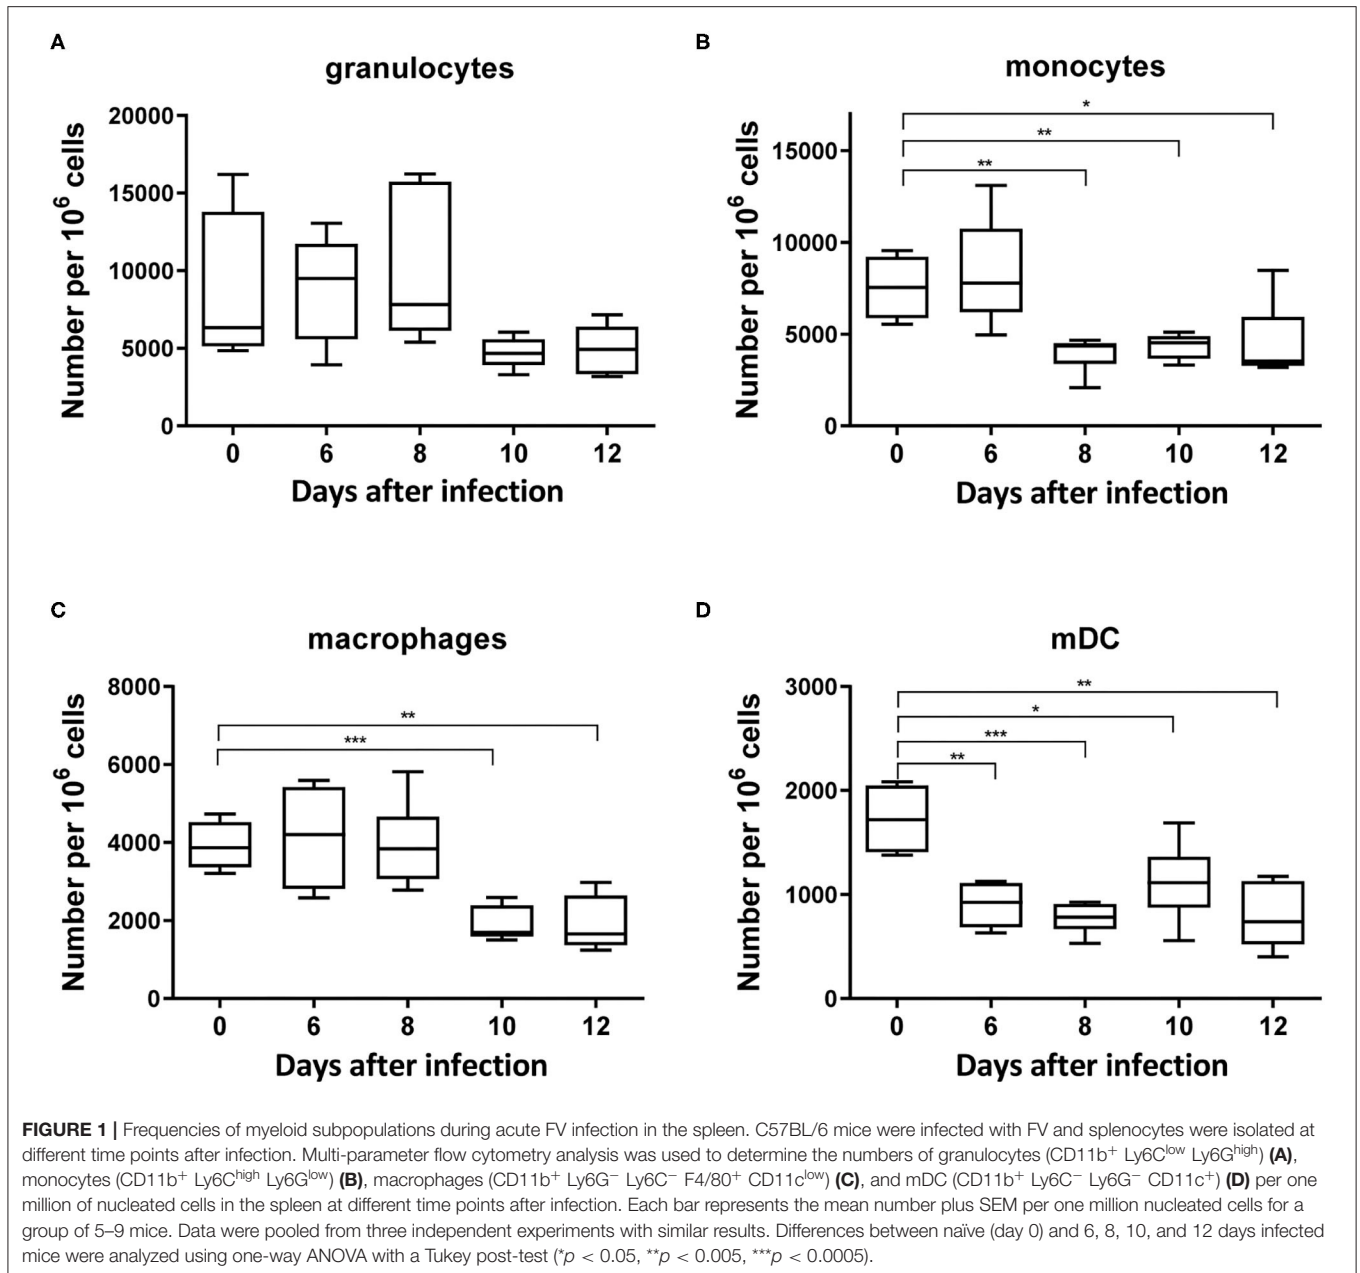 A
granulocytes
Number per 10⁶ cells
20000
15000
10000
5000
0
0 6 8 10 12
Days after infection
B
monocytes
Number per 10⁶ cells
15000
10000
5000
0
*
**
**
0 6 8 10 12
Days after infection
C
macrophages
Number per 10⁶ cells
8000
6000
4000
2000
0
**
***
0 6 8 10 12
Days after infection
D
mDC
Number per 10⁶ cells
3000
2000
1000
0
**
*
***
**
0 6 8 10 12
Days after infection
FIGURE 1 | Frequencies of myeloid subpopulations during acute FV infection in the spleen. C57BL/6 mice were infected with FV and splenocytes were isolated at
different time points after infection. Multi-parameter flow cytometry analysis was used to determine the numbers of granulocytes (CD11b⁺ Ly6Cˡᵒʷ Ly6Gʰⁱᵍʰ) (A),
monocytes (CD11b⁺ Ly6Cʰⁱᵍʰ Ly6Gˡᵒʷ) (B), macrophages (CD11b⁺ Ly6G⁻ Ly6C⁻ F4/80⁺ CD11cˡᵒʷ) (C), and mDC (CD11b⁺ Ly6C⁻ Ly6G⁻ CD11c⁺) (D) per one
million of nucleated cells in the spleen at different time points after infection. Each bar represents the mean number plus SEM per one million nucleated cells for a
group of 5–9 mice. Data were pooled from three independent experiments with similar results. Differences between naïve (day 0) and 6, 8, 10, and 12 days infected
mice were analyzed using one-way ANOVA with a Tukey post-test (*p < 0.05, **p < 0.005, ***p < 0.0005).